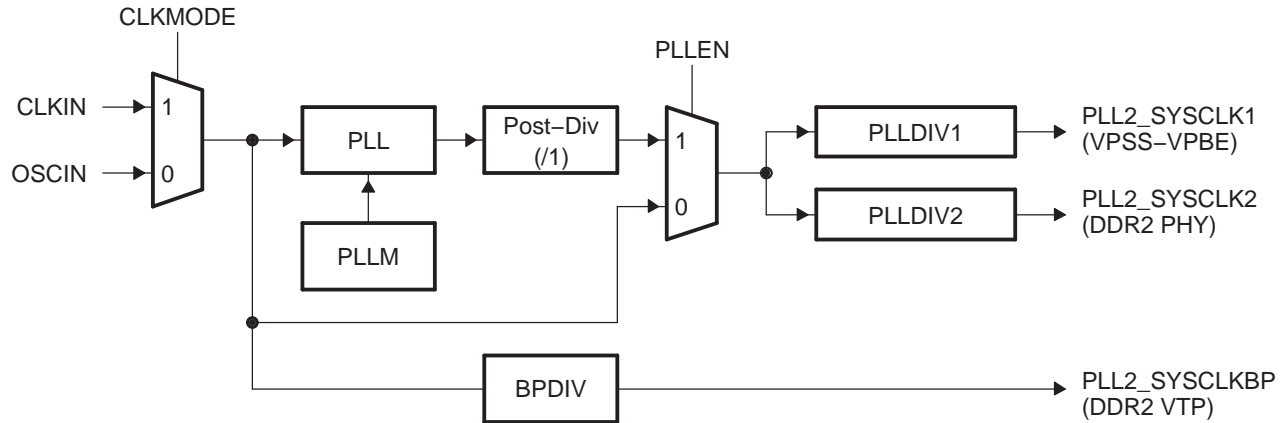 CLKMODE
CLKIN
1
OSCIN
0
PLL
PLLM
Post−Div
(/1)
PLLEN
1
0
PLLDIV1
PLL2_SYSCLK1
(VPSS−VPBE)
PLLDIV2
PLL2_SYSCLK2
(DDR2 PHY)
BPDIV
PLL2_SYSCLKBP
(DDR2 VTP)